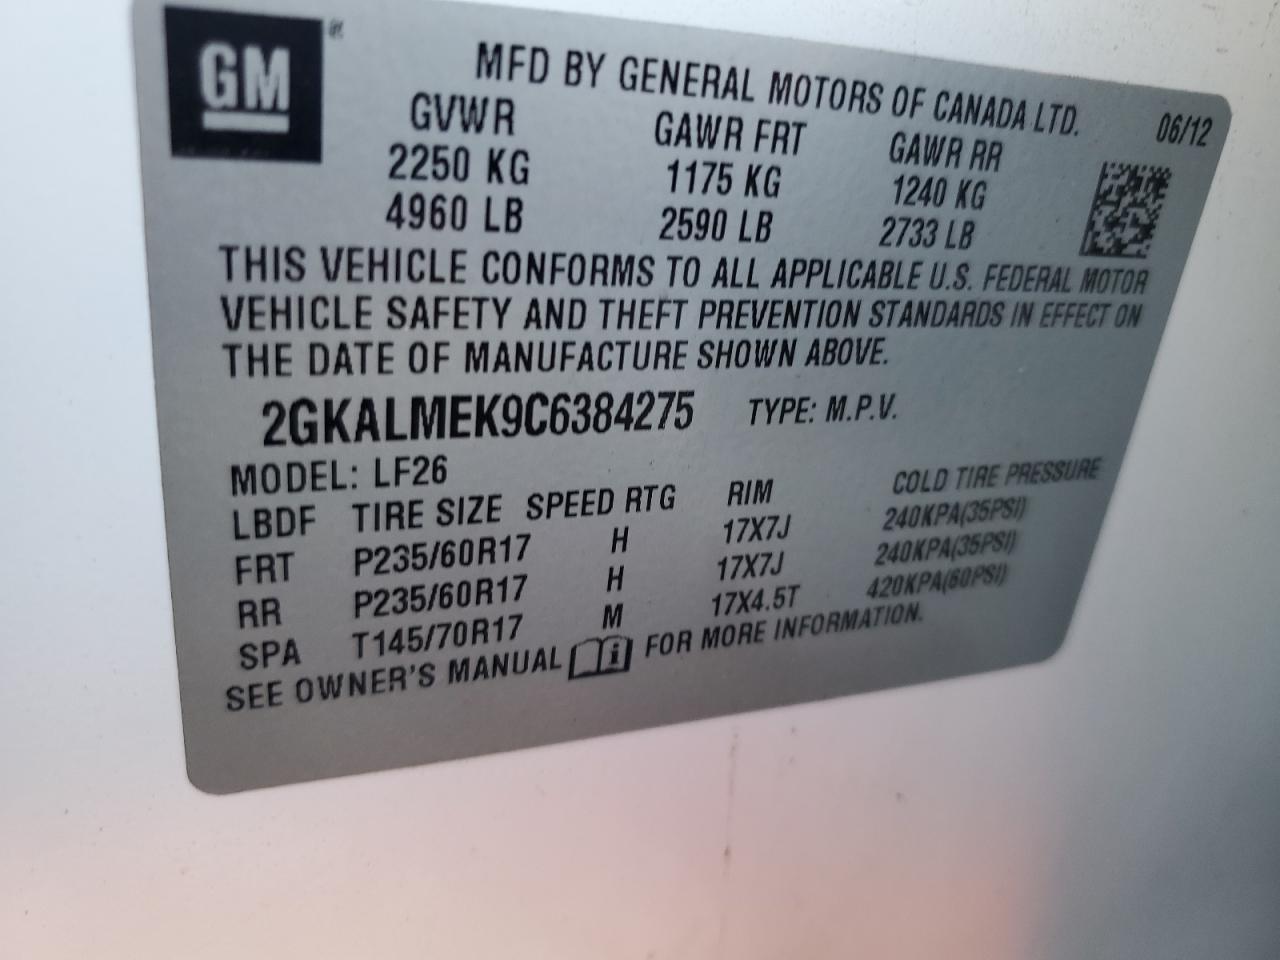 GM
MFD BY GENERAL MOTORS OF CANADA LTD.
06/12
GVWR GAWR FRT GAWR RR
2250 KG 1175 KG 1240 KG
4960 LB 2590 LB 2733 LB
THIS VEHICLE CONFORMS TO ALL APPLICABLE U.S. FEDERAL MOTOR
VEHICLE SAFETY AND THEFT PREVENTION STANDARDS IN EFFECT ON
THE DATE OF MANUFACTURE SHOWN ABOVE.
2GKALMEK9C6384275 TYPE: M.P.V.
MODEL: LF26
LBDF TIRE SIZE SPEED RTG RIM COLD TIRE PRESSURE
FRT P235/60R17 H 17X7J 240KPA(35PSI)
RR P235/60R17 H 17X7J 240KPA(35PSI)
SPA T145/70R17 M 17X4.5T 420KPA(60PSI)
SEE OWNER'S MANUAL FOR MORE INFORMATION.